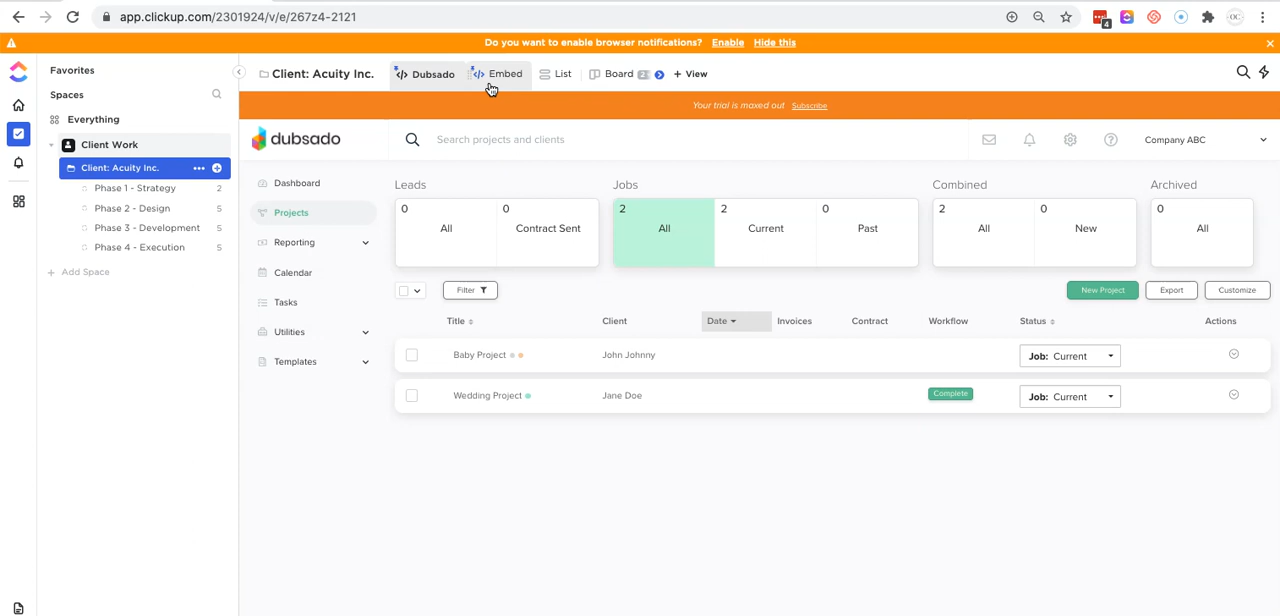 app.clickup.com/2301924/v/e/267z4-2121
4
OC
Do you want to enable browser notifications? Enable Hide this
Favorites
Spaces
Everything
Client Work
Client: Acuity Inc.
Phase 1 - Strategy 2
Phase 2 - Design 5
Phase 3 - Development 5
Phase 4 - Execution 5
+ Add Space
Client: Acuity Inc.
Dubsado
Embed
List
Board 23
+ View
Your trial is maxed out Subscribe
dubsado
Search projects and clients
Company ABC
Dashboard
Projects
Reporting
Calendar
Tasks
Utilities
Templates
Leads Jobs Combined Archived
0 0 2 2 0 2 0 0
All Contract Sent All Current Past All New All
Filter
New Project Export Customize
Title Client Date Invoices Contract Workflow Status Actions
Baby Project John Johnny Job: Current
Wedding Project Jane Doe Complete Job: Current